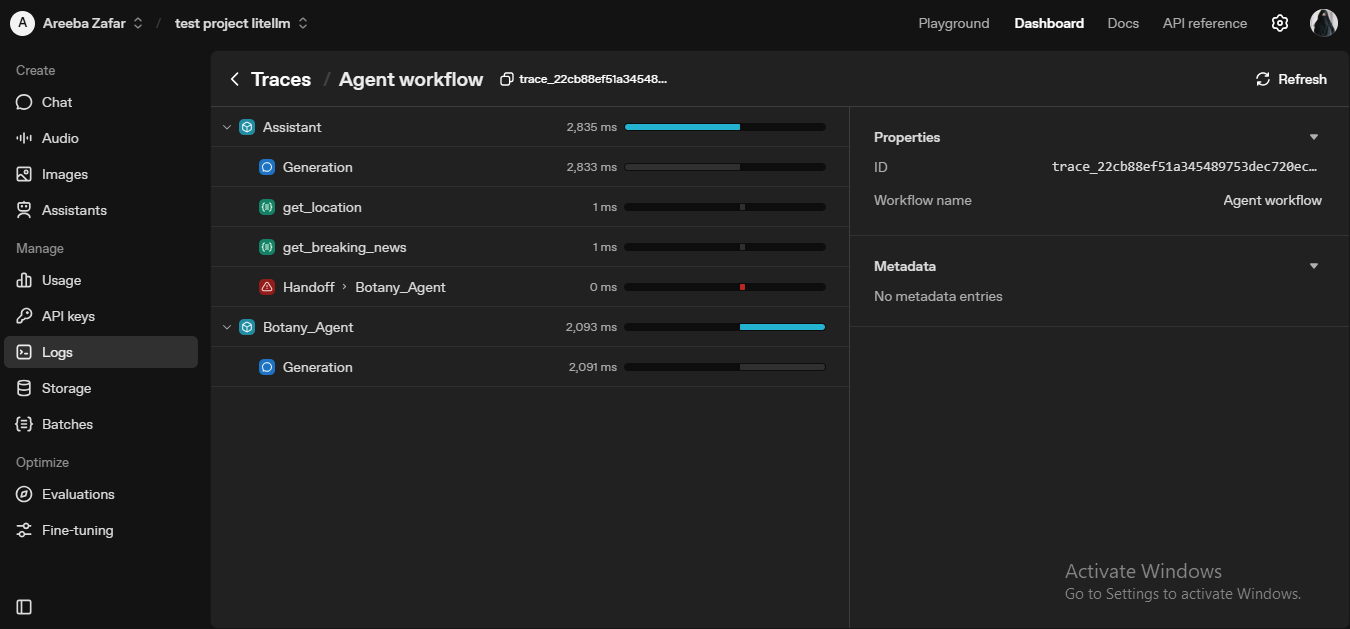 A Areeba Zafar / test project litellm Playground Dashboard Docs API reference
Create
Chat
Audio
Images
Assistants
Manage
Usage
API keys
Logs
Storage
Batches
Optimize
Evaluations
Fine-tuning
Traces / Agent workflow trace_22cb88ef51a34548... Refresh
Assistant 2,835 ms
Generation 2,833 ms
get_location 1 ms
get_breaking_news 1 ms
Handoff › Botany_Agent 0 ms
Botany_Agent 2,093 ms
Generation 2,091 ms
Properties
ID trace_22cb88ef51a345489753dec720ec…
Workflow name Agent workflow
Metadata
No metadata entries
Activate Windows
Go to Settings to activate Windows.